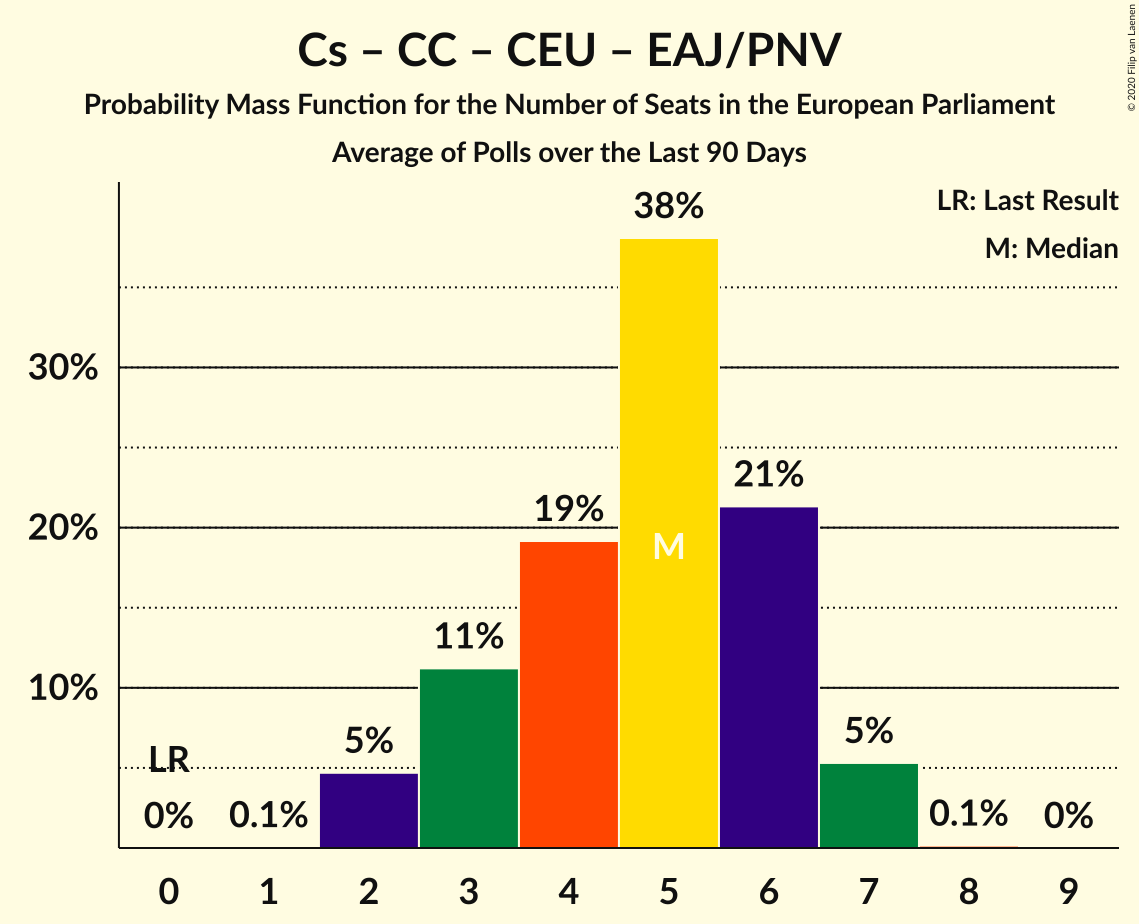 Cs – CC – CEU – EAJ/PNV
Probability Mass Function for the Number of Seats in the European Parliament
Average of Polls over the Last 90 Days
© 2020 Filip van Laenen
LR: Last Result
M: Median
38%
30%
21%
19%
20%
M
11%
10%
5%
5%
LR
0%
0.1%
0.1%
0%
0 1 2 3 4 5 6 7 8 9